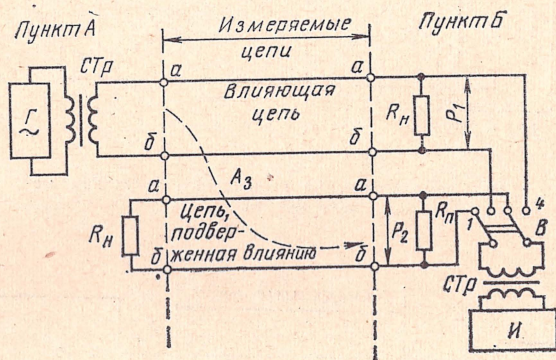 Пункт А
Измеряемые
цепи
Пункт Б
СТр
а
а
Влияющая
цепь
Г
~
Rн
P1
б
б
А3
а
а
Цепь,
подвер-
женная влиянию
Rн
P2
Rп
1
4
В
б
б
СТр
И